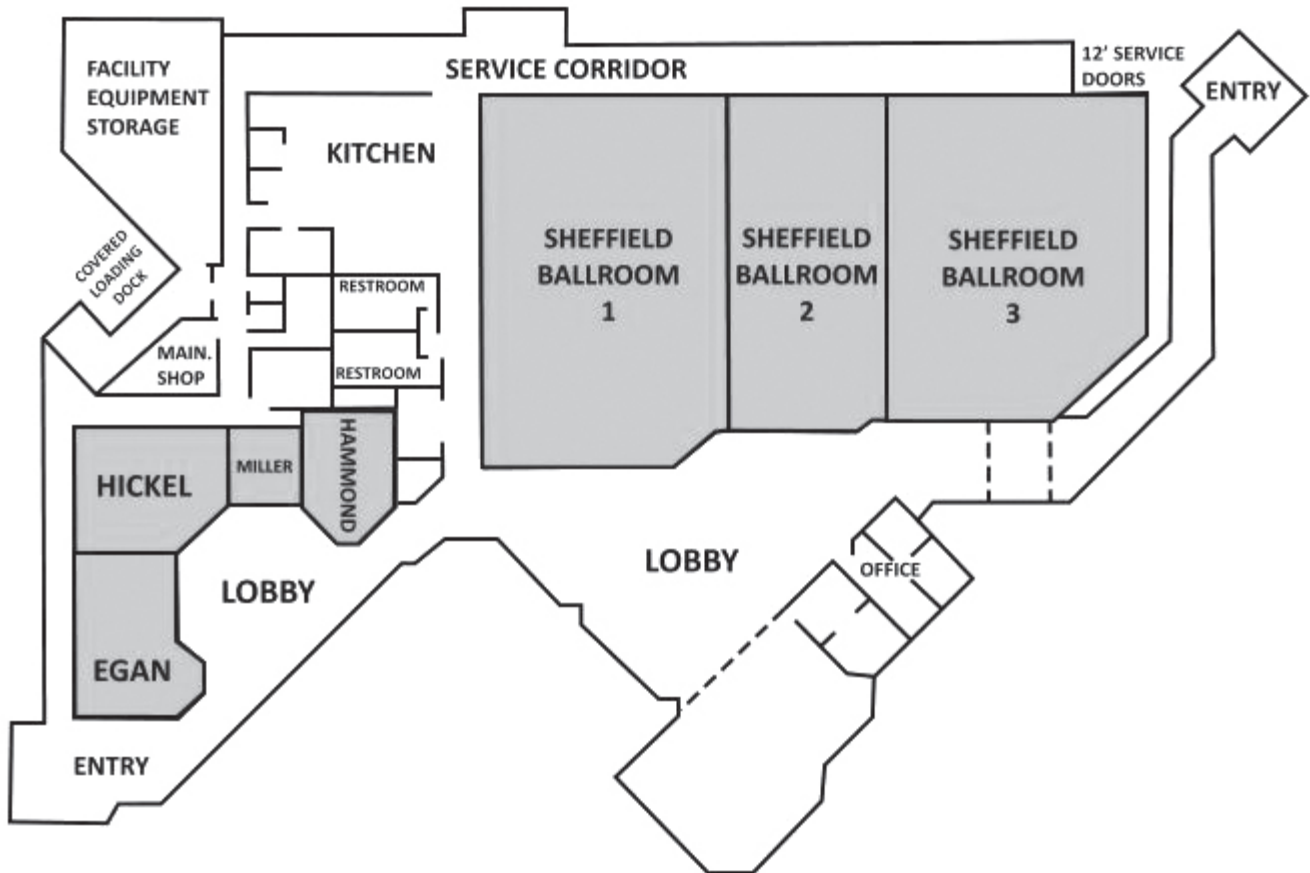 FACILITY
EQUIPMENT
STORAGE
SERVICE CORRIDOR
12' SERVICE
DOORS
ENTRY
KITCHEN
COVERED
LOADING
DOCK
SHEFFIELD
BALLROOM
1
SHEFFIELD
BALLROOM
2
SHEFFIELD
BALLROOM
3
RESTROOM
MAIN.
SHOP
RESTROOM
HICKEL
MILLER
HAMMOND
LOBBY
LOBBY
OFFICE
EGAN
ENTRY